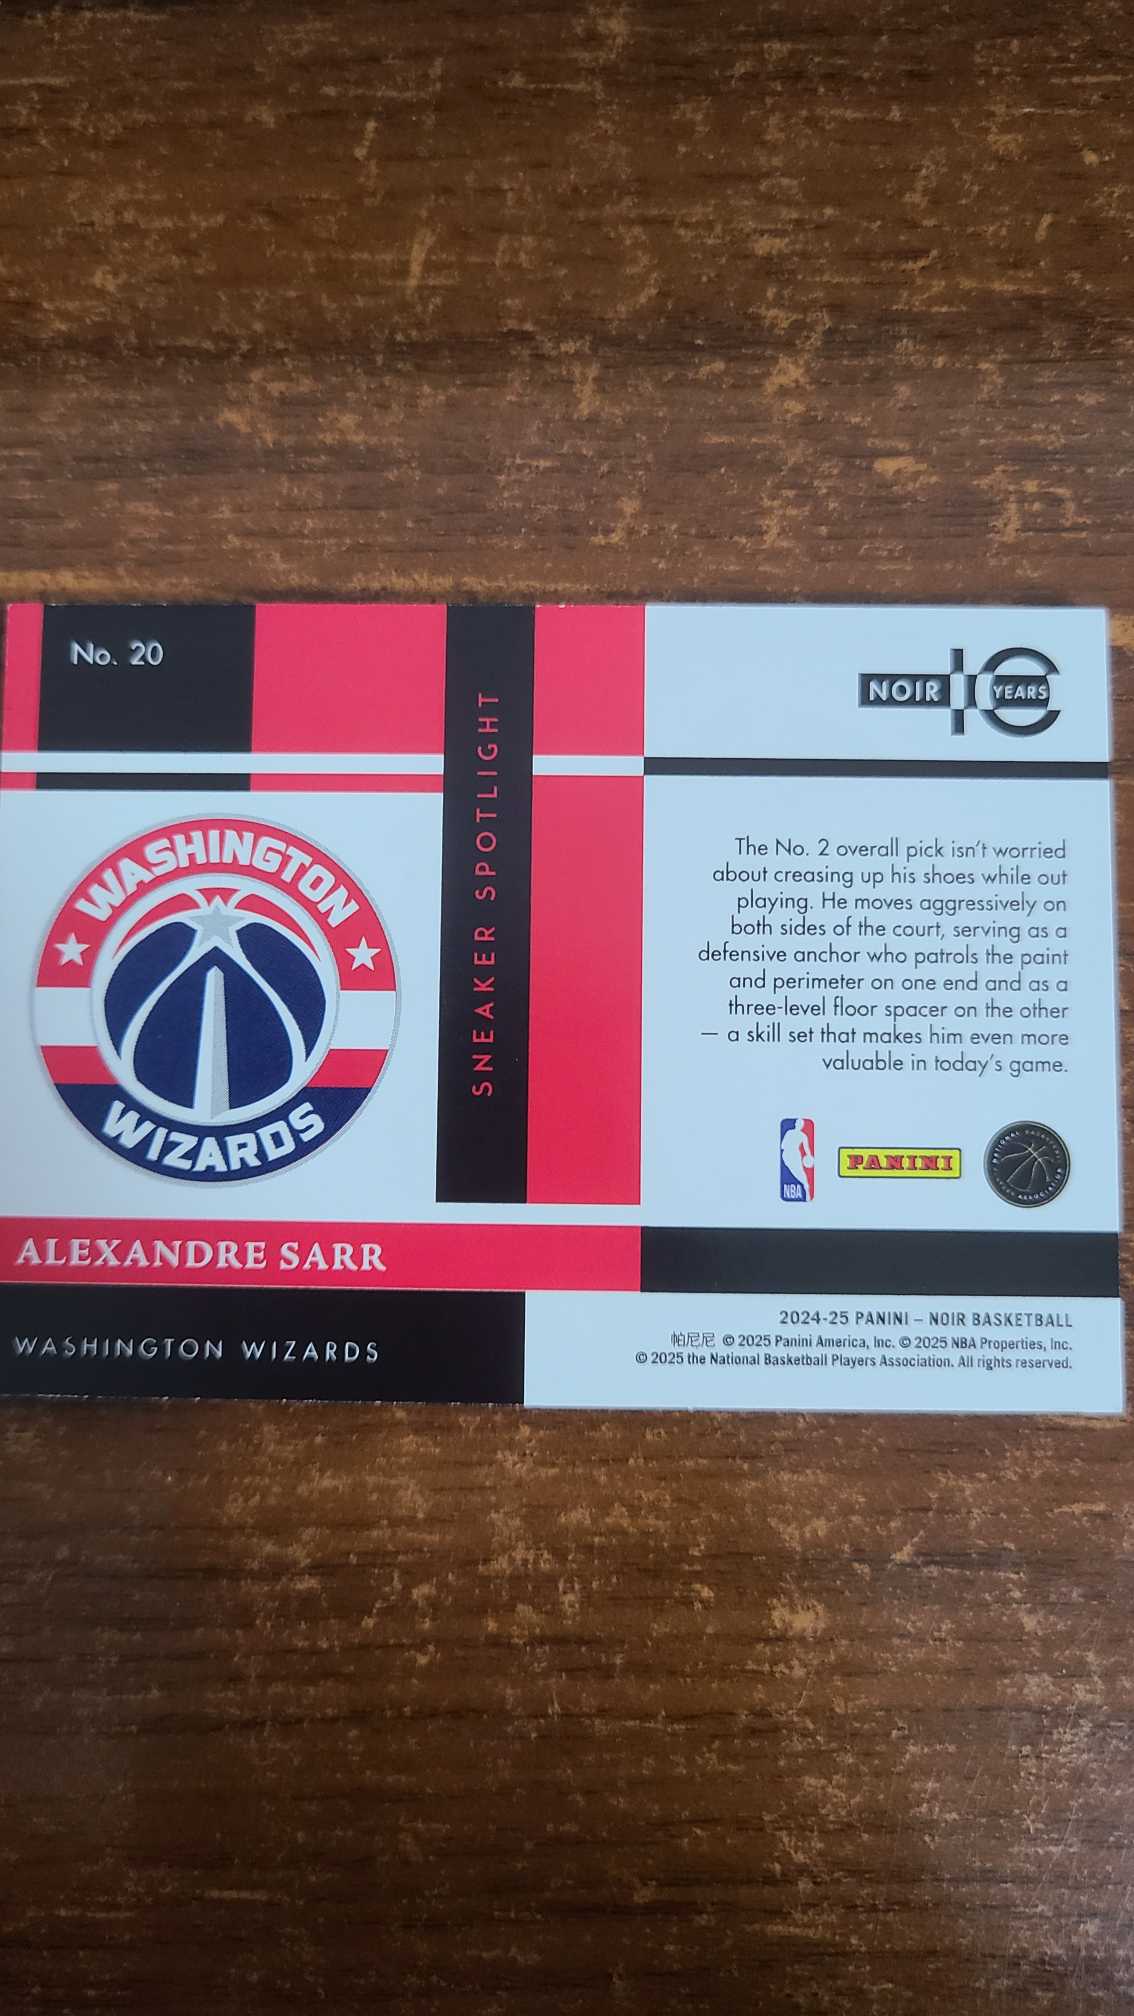 No. 20
NOIR 10 YEARS
SNEAKER SPOTLIGHT
WASHINGTON
WIZARDS
The No. 2 overall pick isn't worried
about creasing up his shoes while out
playing. He moves aggressively on
both sides of the court, serving as a
defensive anchor who patrols the paint
and perimeter on one end and as a
three-level floor spacer on the other
— a skill set that makes him even more
valuable in today's game.
NBA
PANINI
NATIONAL BASKETBALL
ASSOCIATION
ALEXANDRE SARR
WASHINGTON WIZARDS
2024-25 PANINI – NOIR BASKETBALL
帕尼尼 © 2025 Panini America, Inc. © 2025 NBA Properties, Inc.
© 2025 the National Basketball Players Association. All rights reserved.